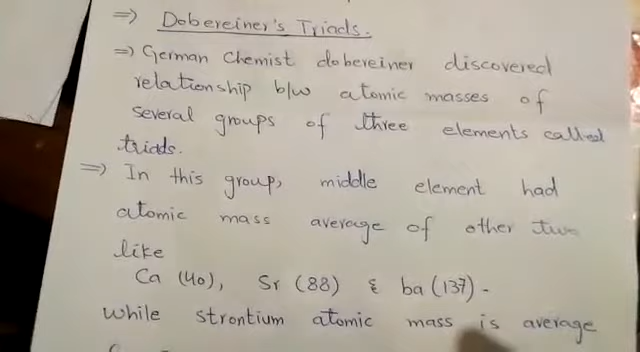 ⇒ Dobereiner's Triads.
⇒ German Chemist dobereiner discovered
relationship b/w atomic masses of
several groups of three elements called
triads.
⇒ In this group, middle element had
atomic mass average of other two
like
Ca (40), Sr (88) & ba (137) -
while strontium atomic mass is average